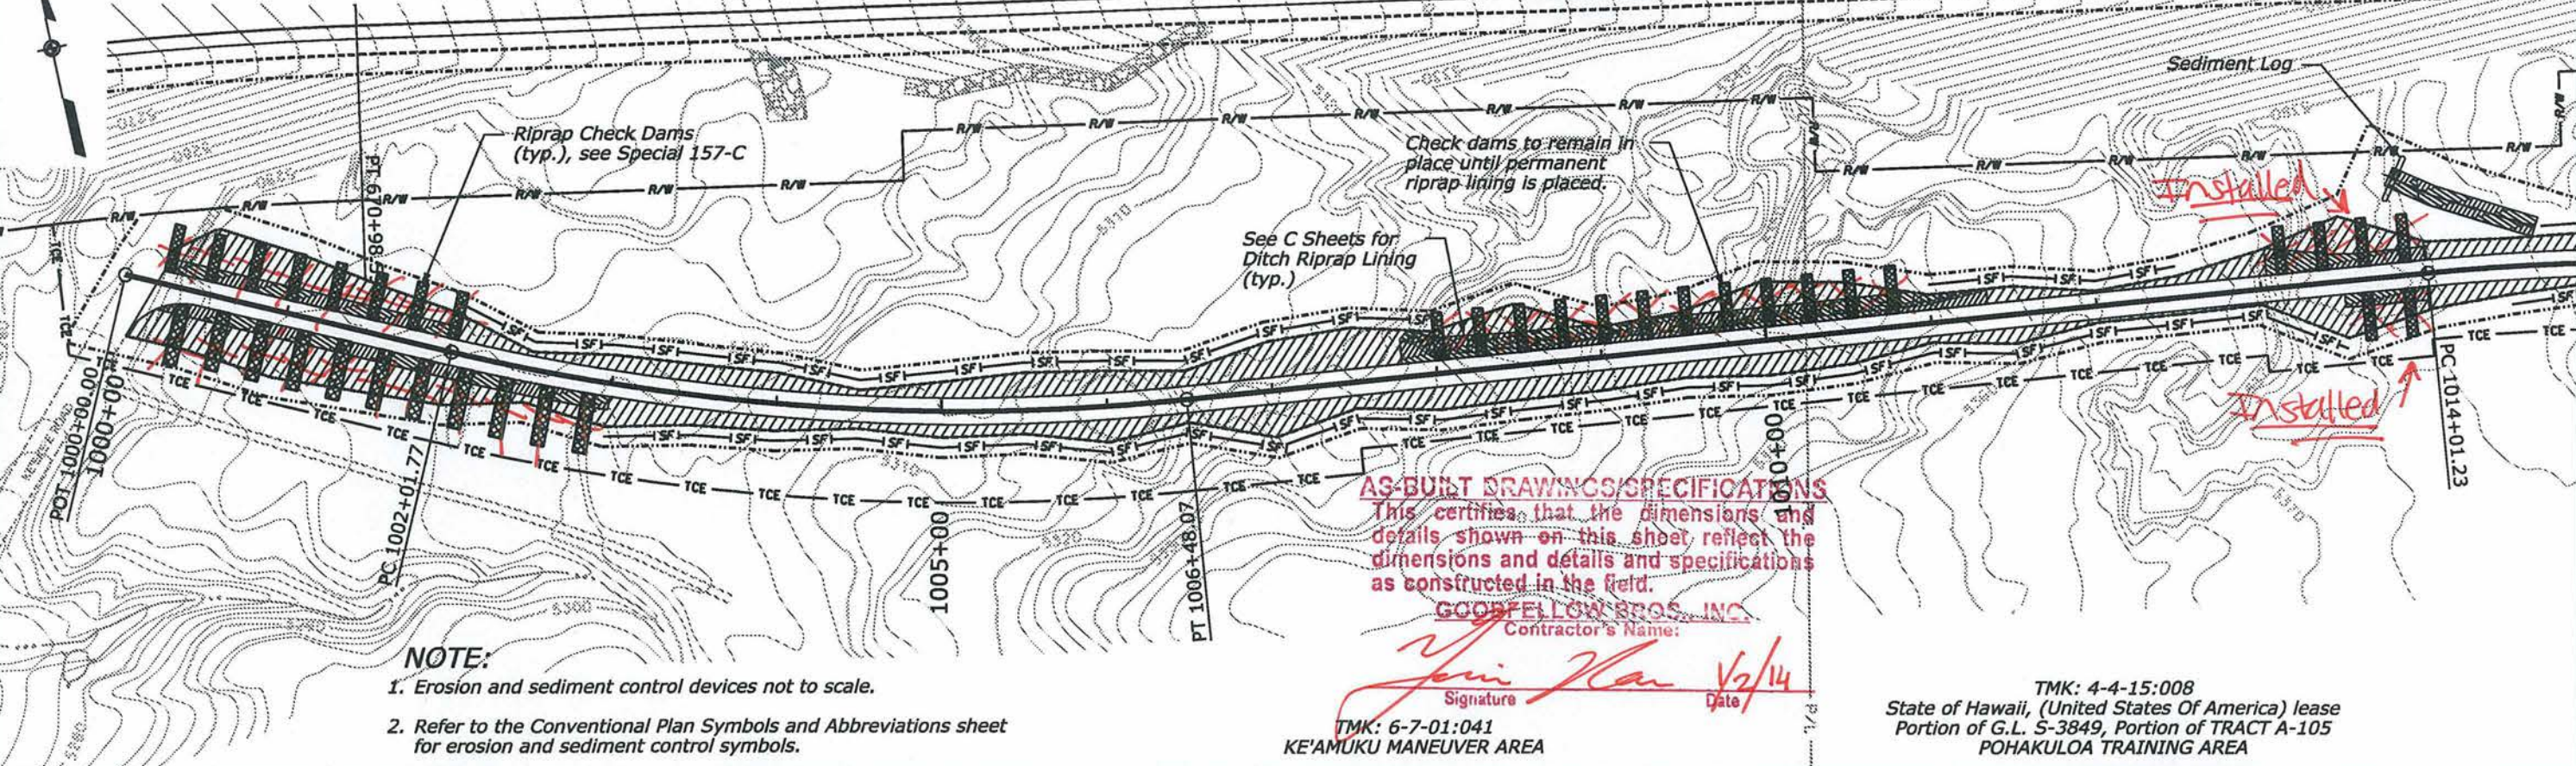 Sediment Log
Riprap Check Dams
(typ.), see Special 157-C
Check dams to remain in
place until permanent
riprap lining is placed.
See C Sheets for
Ditch Riprap Lining
(typ.)
Installed
Installed
R/W
TCE
SF
5310
5320
5300
P/L
POT 1000+00.00
1000+00
PC 1002+01.77
1005+00
PT 1006+48.07
1010+00
PC 1014+01.23
AS-BUILT DRAWINGS/SPECIFICATIONS
This certifies that the dimensions and
details shown on this sheet reflect the
dimensions and details and specifications
as constructed in the field.
GOODFELLOW BROS., INC.
Contractor's Name:
1/2/14
Signature
Date
NOTE:
1. Erosion and sediment control devices not to scale.
2. Refer to the Conventional Plan Symbols and Abbreviations sheet
for erosion and sediment control symbols.
TMK: 6-7-01:041
KE'AMUKU MANEUVER AREA
TMK: 4-4-15:008
State of Hawaii, (United States Of America) lease
Portion of G.L. S-3849, Portion of TRACT A-105
POHAKULOA TRAINING AREA